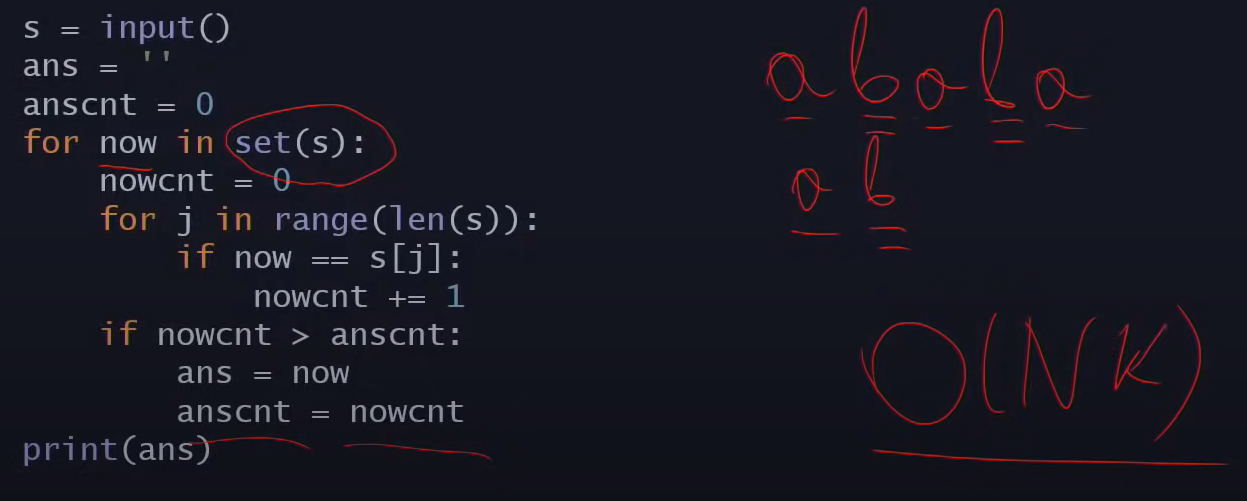 s = input()
ans = ''
anscnt = 0
for now in set(s):
    nowcnt = 0
    for j in range(len(s)):
        if now == s[j]:
            nowcnt += 1
    if nowcnt > anscnt:
        ans = now
        anscnt = nowcnt
print(ans)
ababa
ab
O(NK)